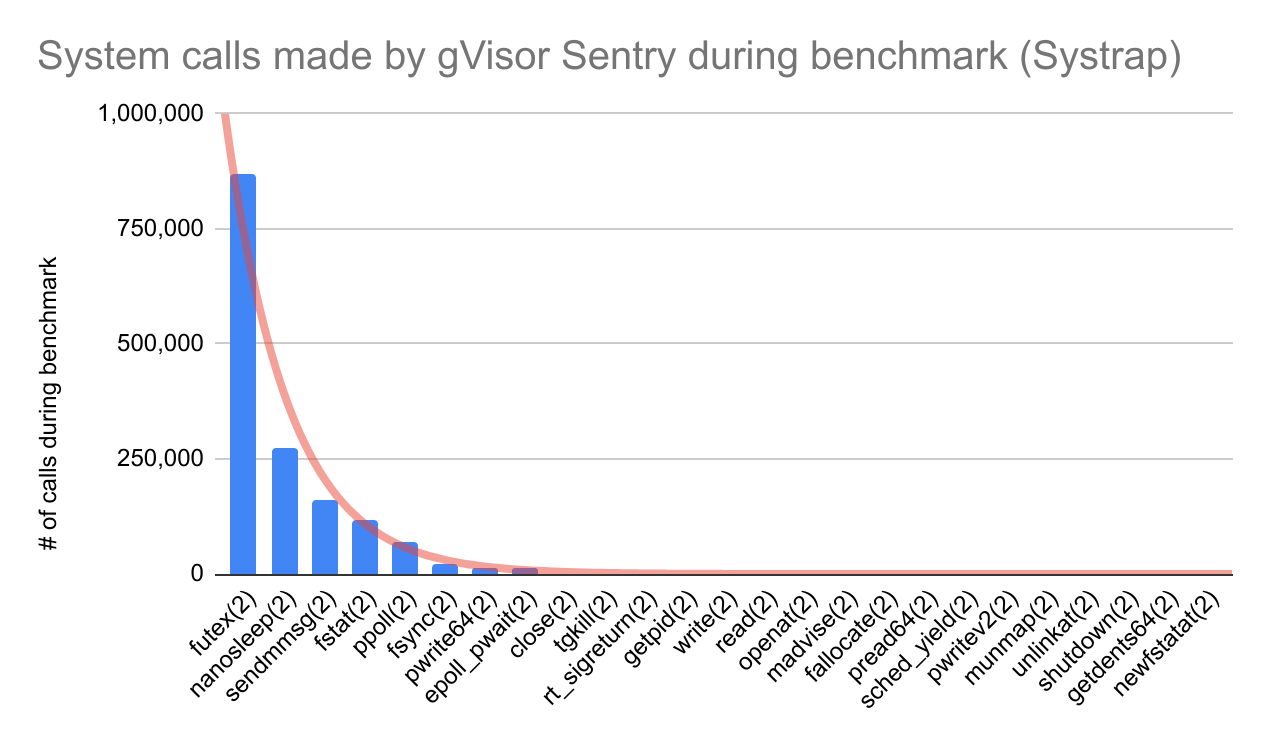 System calls made by gVisor Sentry during benchmark (Systrap)
# of calls during benchmark
1,000,000
750,000
500,000
250,000
0
futex(2)
nanosleep(2)
sendmmsg(2)
fstat(2)
ppoll(2)
fsync(2)
pwrite64(2)
epoll_pwait(2)
close(2)
tgkill(2)
rt_sigreturn(2)
getpid(2)
write(2)
read(2)
openat(2)
madvise(2)
fallocate(2)
pread64(2)
sched_yield(2)
pwritev2(2)
munmap(2)
unlinkat(2)
shutdown(2)
getdents64(2)
newfstatat(2)